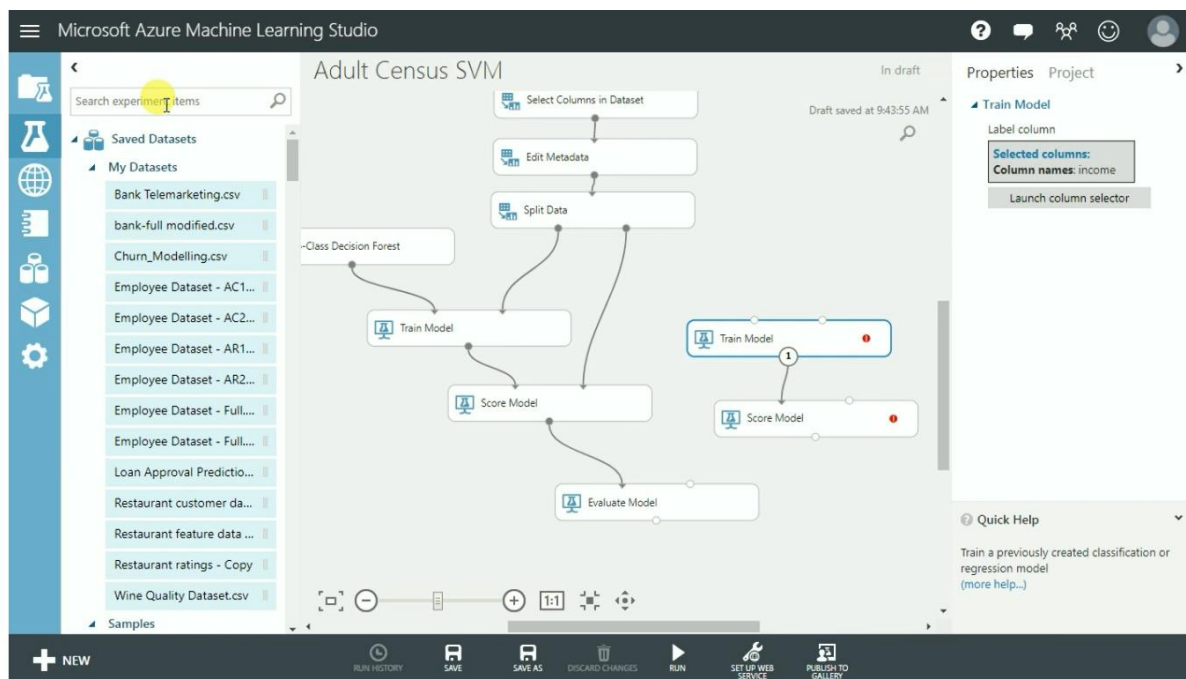 Microsoft Azure Machine Learning Studio
Search experiment items
Saved Datasets
My Datasets
Bank Telemarketing.csv
bank-full modified.csv
Churn_Modelling.csv
Employee Dataset - AC1...
Employee Dataset - AC2...
Employee Dataset - AR1...
Employee Dataset - AR2...
Employee Dataset - Full....
Employee Dataset - Full....
Loan Approval Predictio...
Restaurant customer da...
Restaurant feature data ...
Restaurant ratings - Copy
Wine Quality Dataset.csv
Samples
Adult Census SVM
In draft
Draft saved at 9:43:55 AM
Select Columns in Dataset
Edit Metadata
Split Data
-Class Decision Forest
Train Model
Train Model
1
Score Model
Score Model
Evaluate Model
1:1
Properties Project
Train Model
Label column
Selected columns:
Column names: income
Launch column selector
Quick Help
Train a previously created classification or
regression model
(more help...)
NEW
RUN HISTORY
SAVE
SAVE AS
DISCARD CHANGES
RUN
SET UP WEB
SERVICE
PUBLISH TO
GALLERY